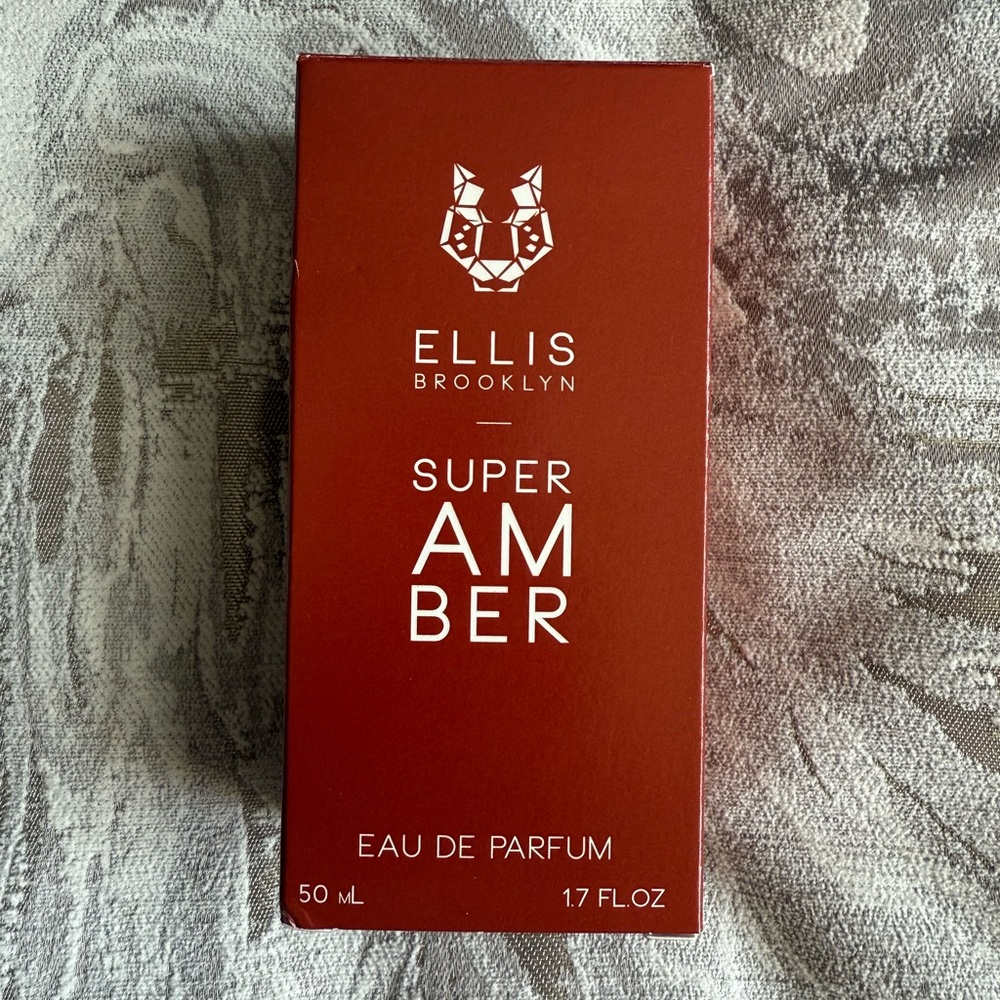 ELLIS
BROOKLYN
SUPER
AM
BER
EAU DE PARFUM
50 mL 1.7 FL.OZ